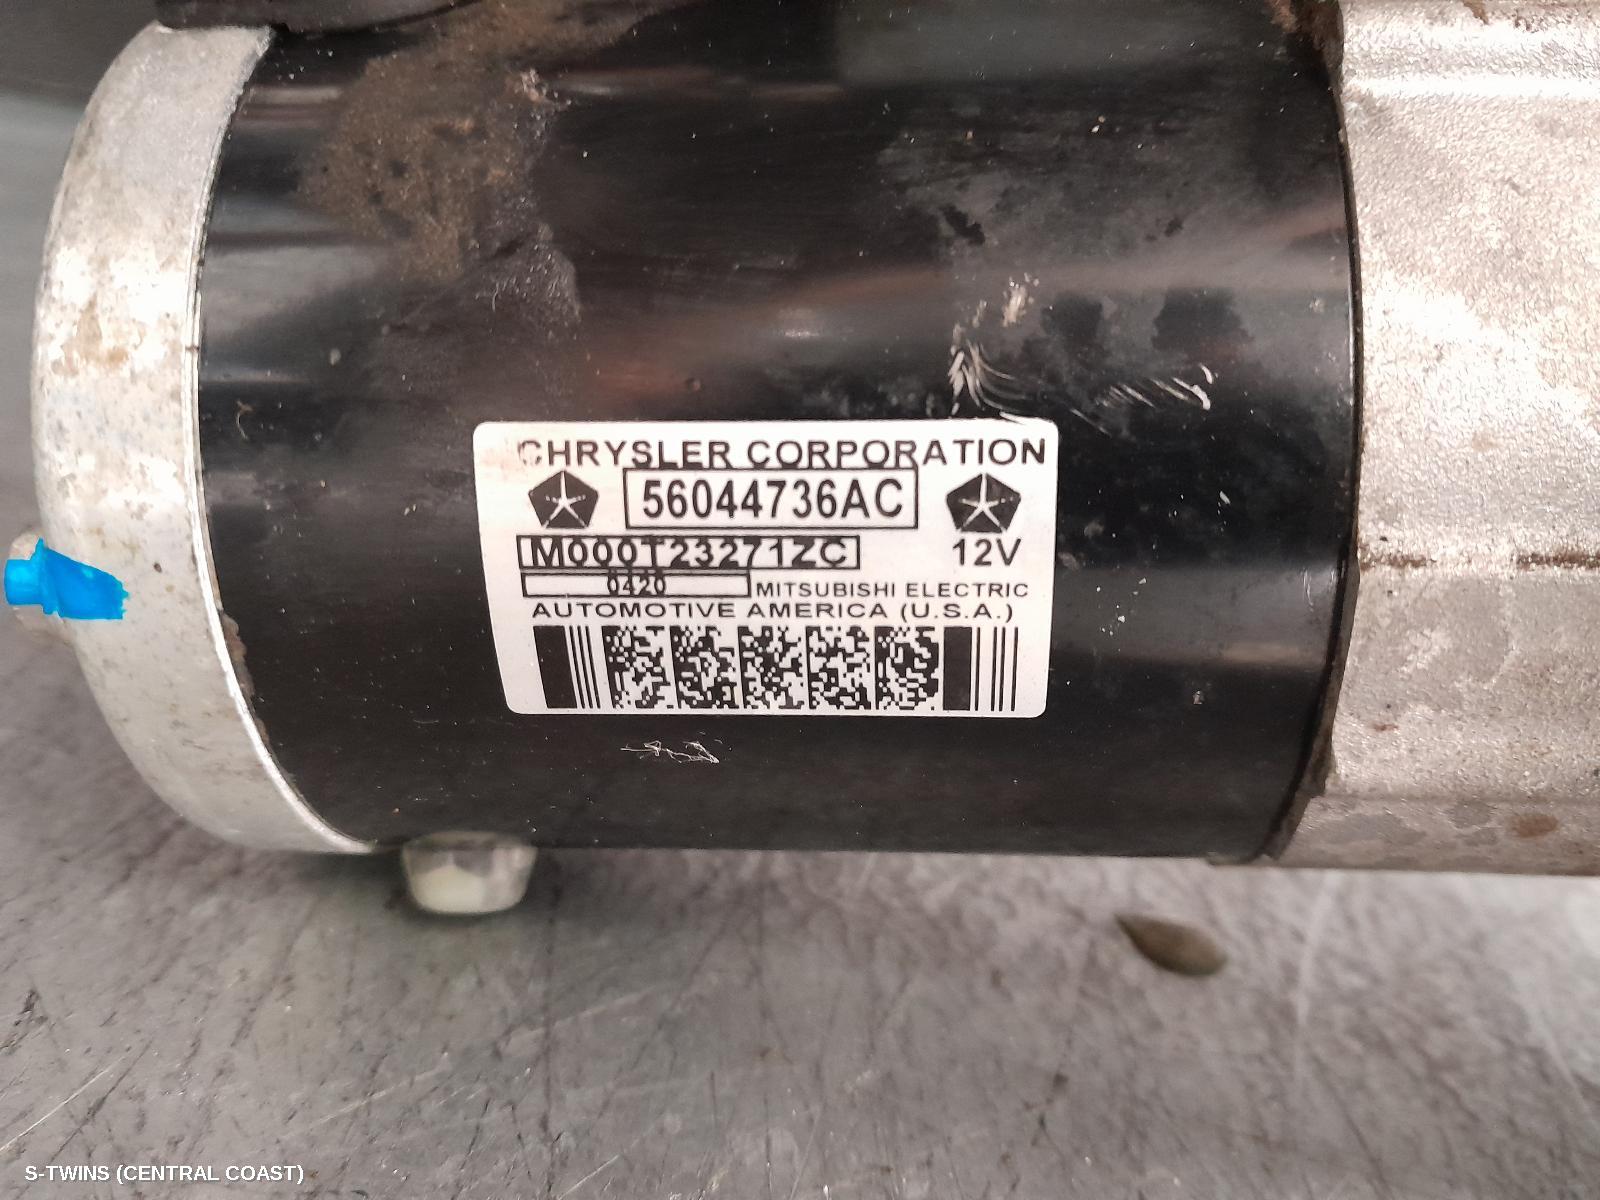 CHRYSLER CORPORATION
56044736AC
M000T23271ZC
12V
0420
MITSUBISHI ELECTRIC
AUTOMOTIVE AMERICA (U.S.A.)
S-TWINS (CENTRAL COAST)